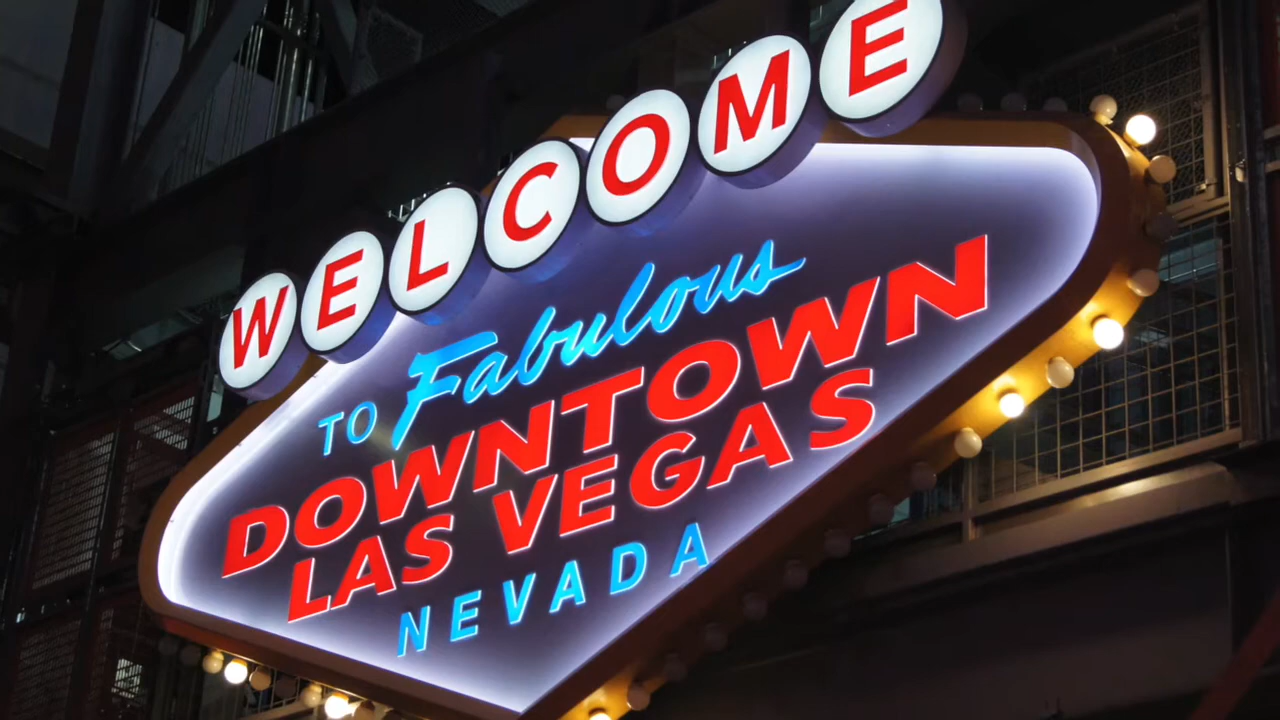 WELCOME
TO Fabulous
DOWNTOWN
LAS VEGAS
NEVADA